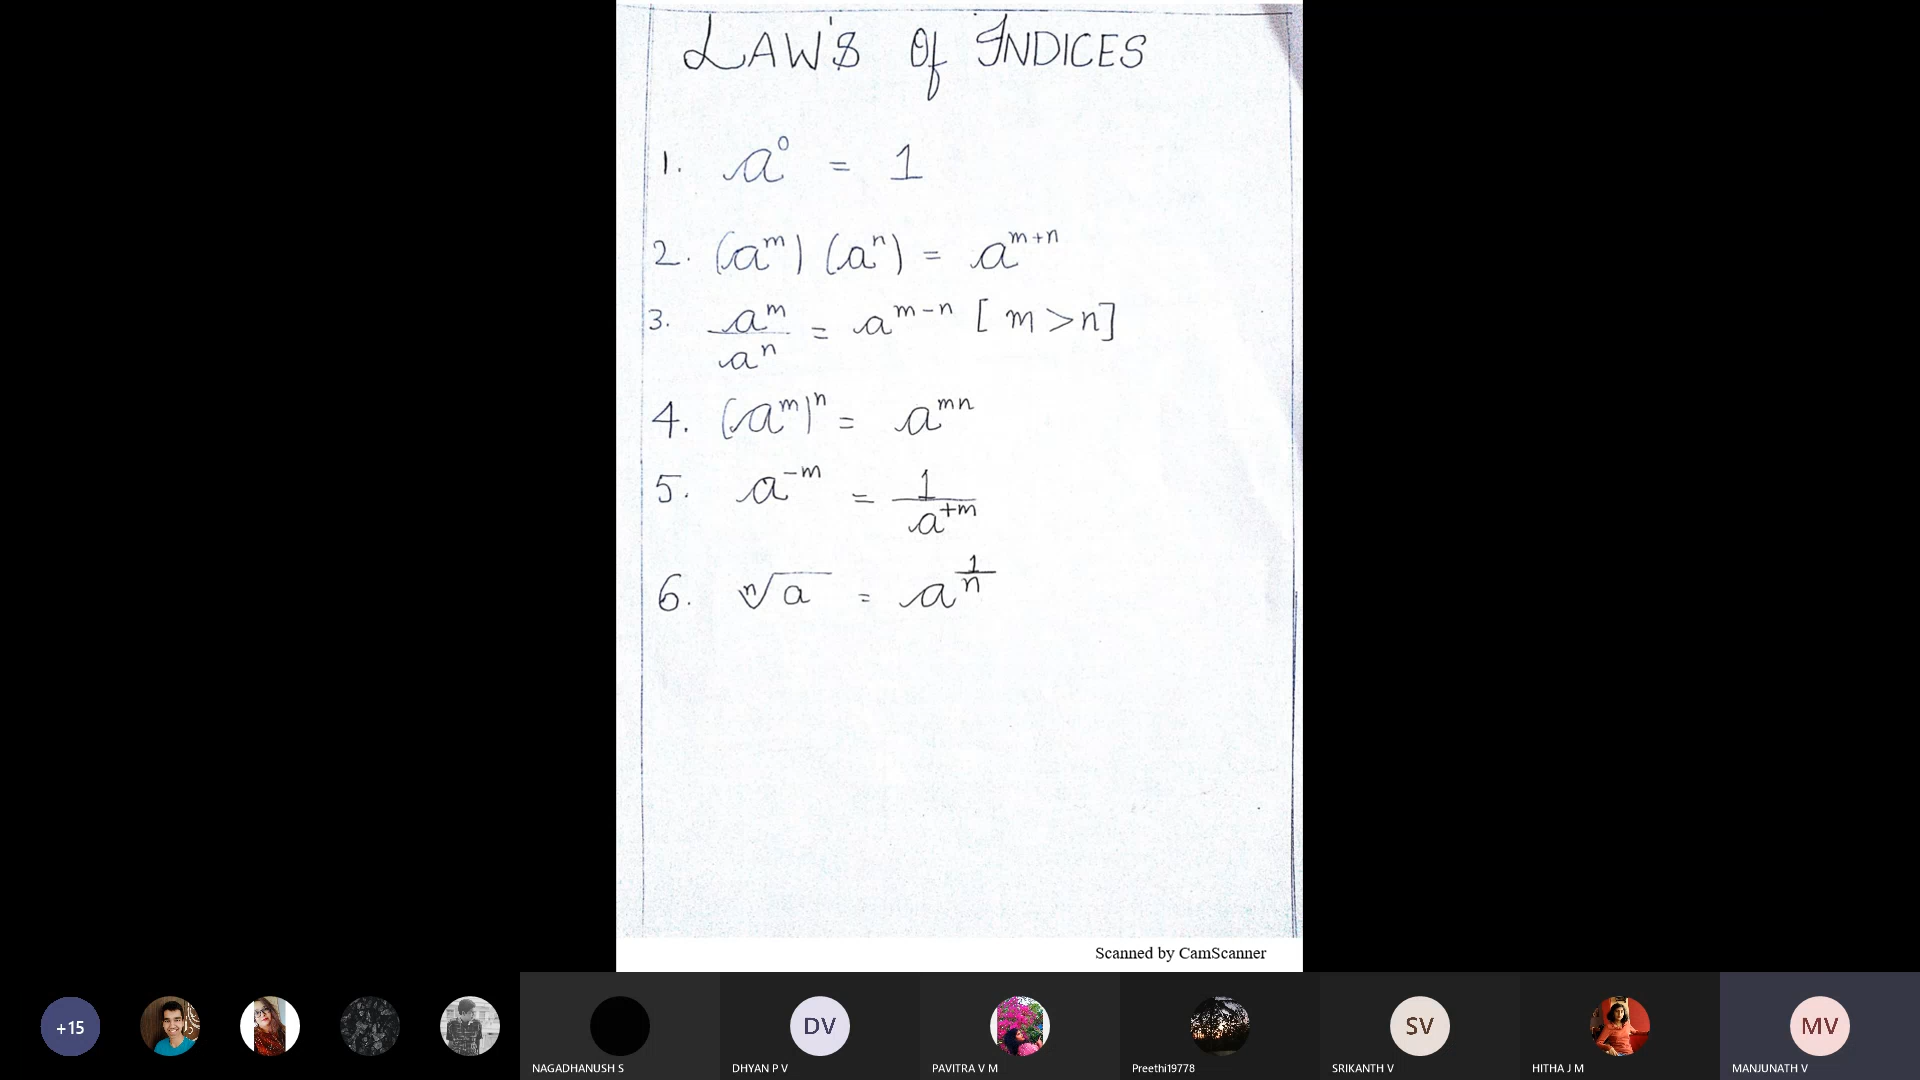 LAW'S Of INDICES
1. a⁰ = 1
2. (aᵐ) (aⁿ) = aᵐ⁺ⁿ
3. aᵐ/aⁿ = aᵐ⁻ⁿ [ m > n ]
4. (aᵐ)ⁿ = aᵐⁿ
5. a⁻ᵐ = 1/a⁺ᵐ
6. ⁿ√a = a^(1/n)
Scanned by CamScanner
+15
DV
SV
MV
NAGADHANUSH S
DHYAN P V
PAVITRA V M
Preethi19778
SRIKANTH V
HITHA J M
MANJUNATH V